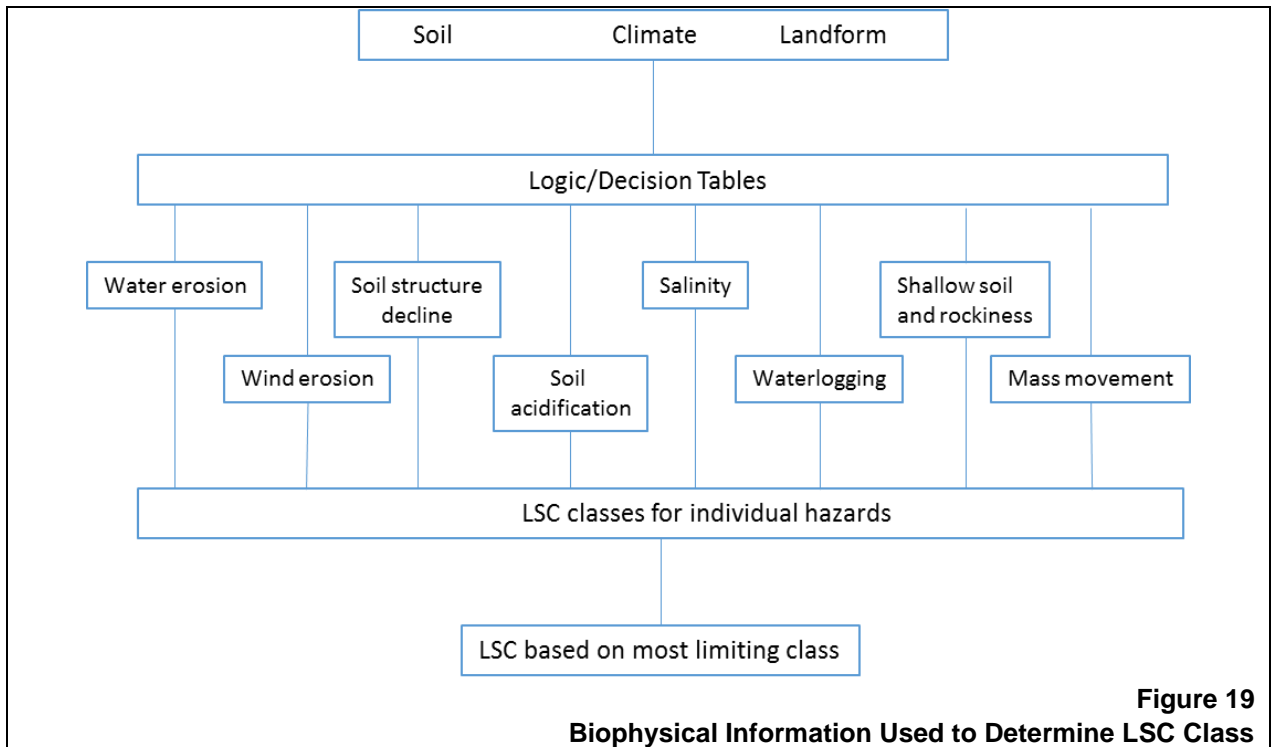 Soil Climate Landform
Logic/Decision Tables
Water erosion
Soil structure
decline
Salinity
Shallow soil
and rockiness
Wind erosion
Soil
acidification
Waterlogging
Mass movement
LSC classes for individual hazards
LSC based on most limiting class
Figure 19
Biophysical Information Used to Determine LSC Class